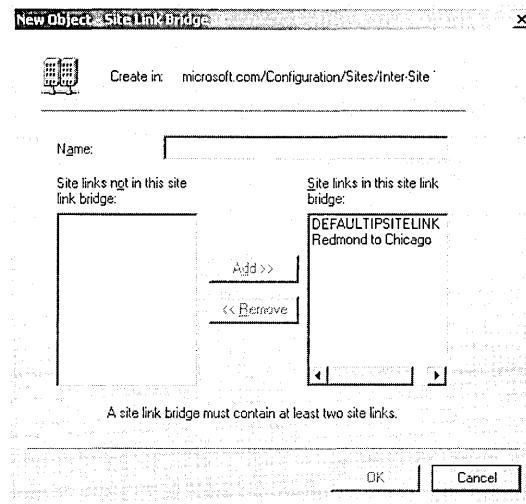 New Object - Site Link Bridge
Create in: microsoft.com/Configuration/Sites/Inter-Site
Name:
Site links not in this site link bridge:
Site links in this site link bridge:
DEFAULTIPSITELINK
Redmond to Chicago
Add >>
<< Remove
A site link bridge must contain at least two site links.
OK
Cancel